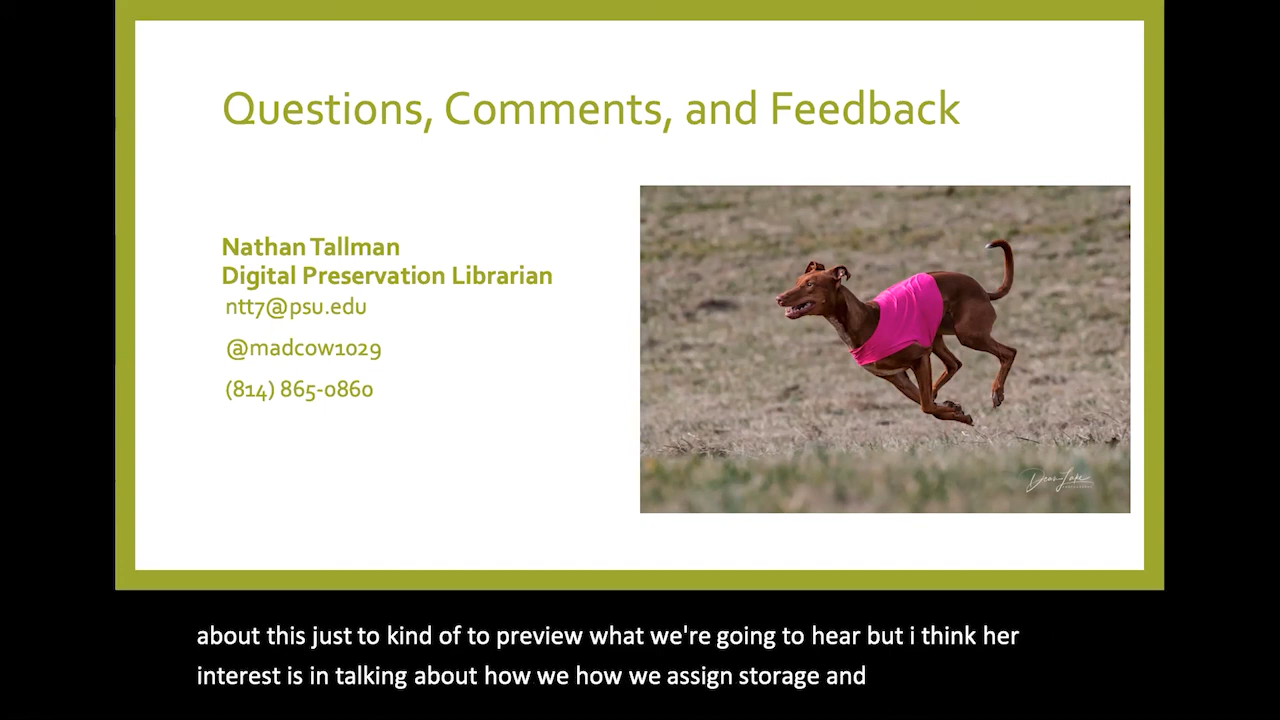 Questions, Comments, and Feedback
Nathan Tallman
Digital Preservation Librarian
ntt7@psu.edu
@madcow1029
(814) 865-0860
about this just to kind of to preview what we're going to hear but i think her
interest is in talking about how we how we assign storage and